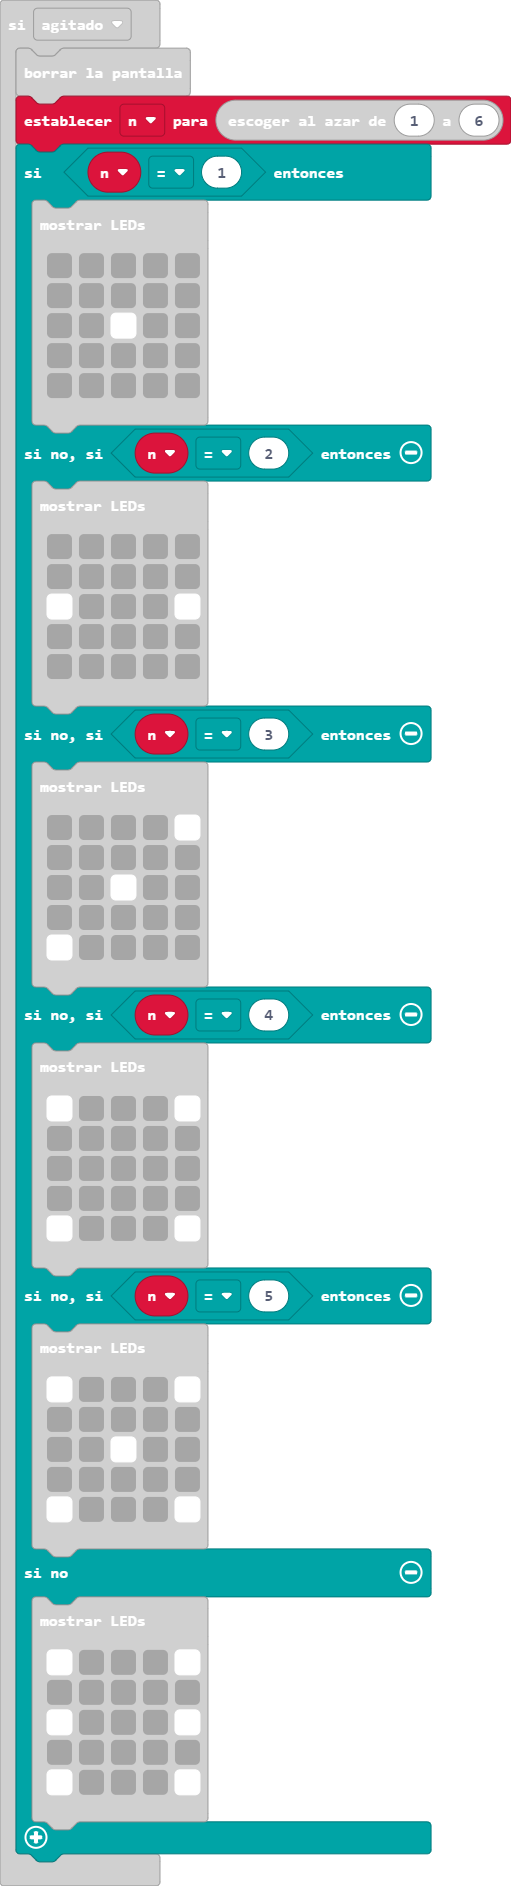 si agitado
borrar la pantalla
establecer n para escoger al azar de 1 a 6
si n = 1 entonces
mostrar LEDs
si no, si n = 2 entonces
mostrar LEDs
si no, si n = 3 entonces
mostrar LEDs
si no, si n = 4 entonces
mostrar LEDs
si no, si n = 5 entonces
mostrar LEDs
si no
mostrar LEDs